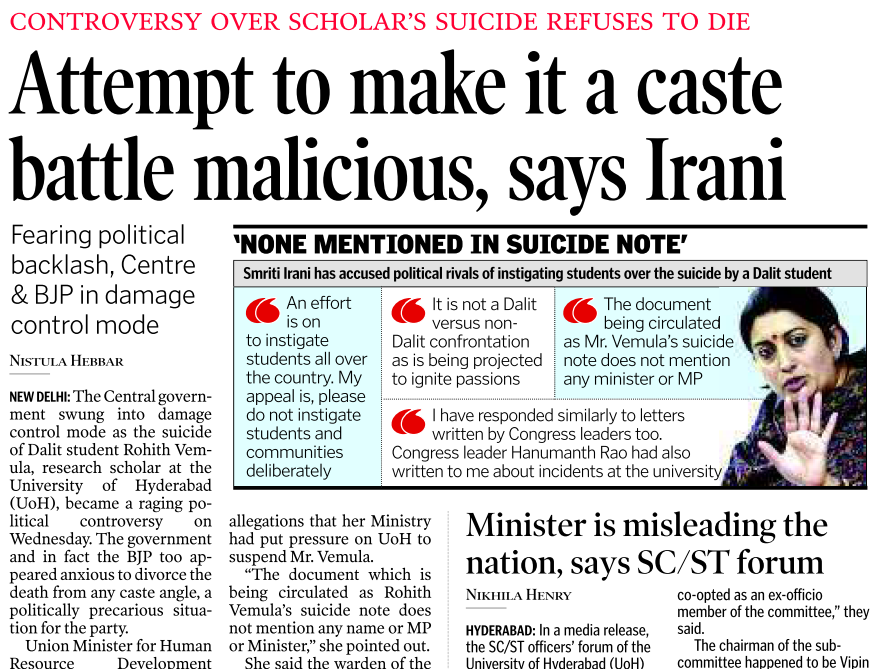 CONTROVERSY OVER SCHOLAR'S SUICIDE REFUSES TO DIE
Attempt to make it a caste
battle malicious, says Irani
Fearing political
backlash, Centre
& BJP in damage
control mode
NISTULA HEBBAR
NEW DELHI: The Central govern-
ment swung into damage
control mode as the suicide
of Dalit student Rohith Vem-
ula, research scholar at the
University of Hyderabad
(UoH), became a raging po-
litical controversy on
Wednesday. The government
and in fact the BJP too ap-
peared anxious to divorce the
death from any caste angle, a
politically precarious situa-
tion for the party.
Union Minister for Human
Resource Development
'NONE MENTIONED IN SUICIDE NOTE'
Smriti Irani has accused political rivals of instigating students over the suicide by a Dalit student
An effort
is on
to instigate
students all over
the country. My
appeal is, please
do not instigate
students and
communities
deliberately
It is not a Dalit
versus non-
Dalit confrontation
as is being projected
to ignite passions
The document
being circulated
as Mr. Vemula's suicide
note does not mention
any minister or MP
I have responded similarly to letters
written by Congress leaders too.
Congress leader Hanumanth Rao had also
written to me about incidents at the university
allegations that her Ministry
had put pressure on UoH to
suspend Mr. Vemula.
"The document which is
being circulated as Rohith
Vemula's suicide note does
not mention any name or MP
or Minister," she pointed out.
She said the warden of the
Minister is misleading the
nation, says SC/ST forum
NIKHILA HENRY
HYDERABAD: In a media release,
the SC/ST officers' forum of the
University of Hyderabad (UoH)
co-opted as an ex-officio
member of the committee," they
said.
The chairman of the sub-
committee happened to be Vipin